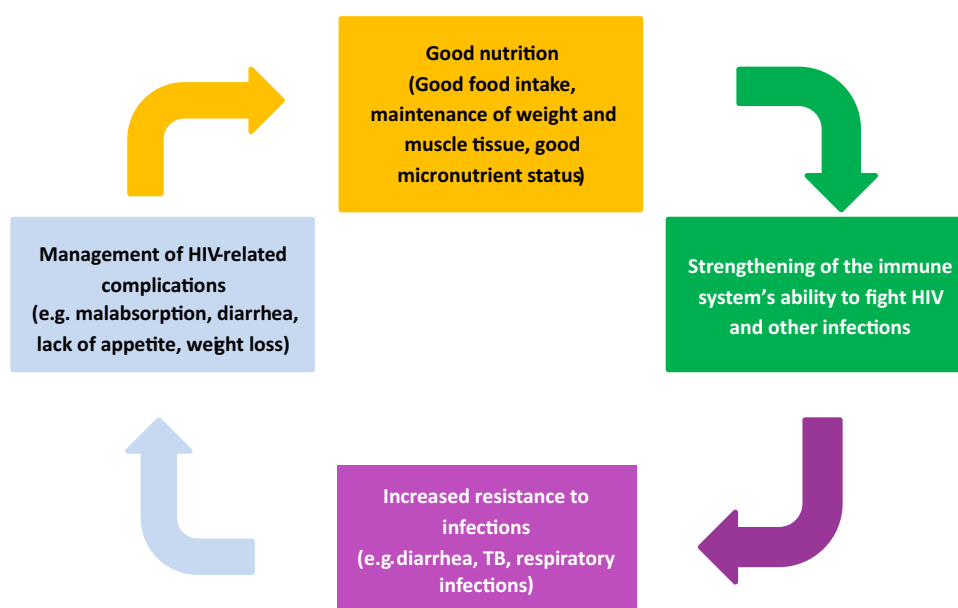 Good nutrition
(Good food intake,
maintenance of weight and
muscle tissue, good
micronutrient status)
Strengthening of the immune
system’s ability to fight HIV
and other infections
Increased resistance to
infections
(e.g.diarrhea, TB, respiratory
infections)
Management of HIV-related
complications
(e.g. malabsorption, diarrhea,
lack of appetite, weight loss)